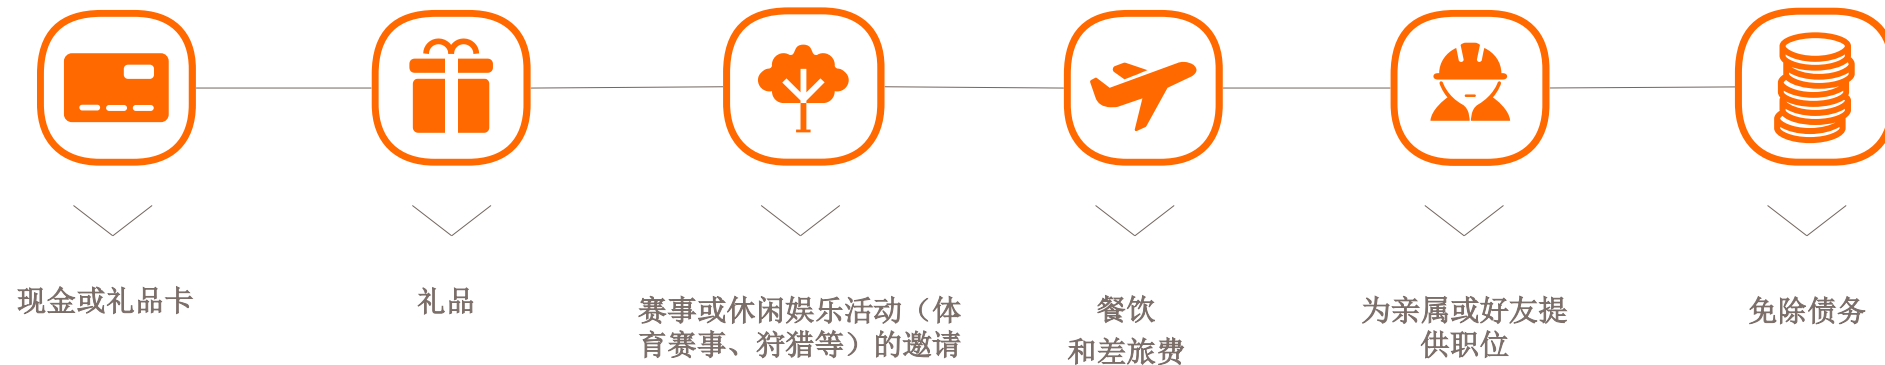 现金或礼品卡
礼品
赛事或休闲娱乐活动（体
育赛事、狩猎等）的邀请
餐饮
和差旅费
为亲属或好友提
供职位
免除债务